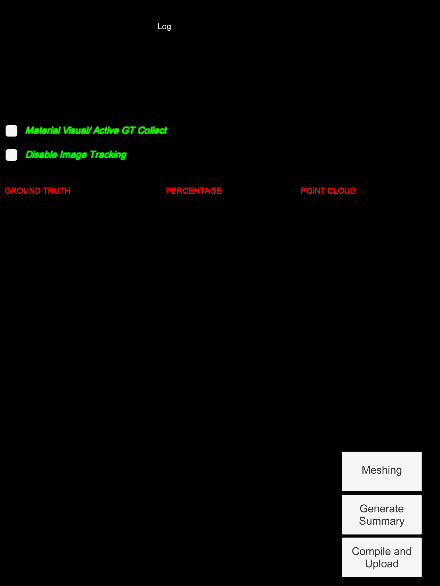 Log
Material Visual/ Active GT Collect
Disable Image Tracking
GROUND TRUTH PERCENTAGE POINT CLOUD
Meshing
Generate
Summary
Compile and
Upload